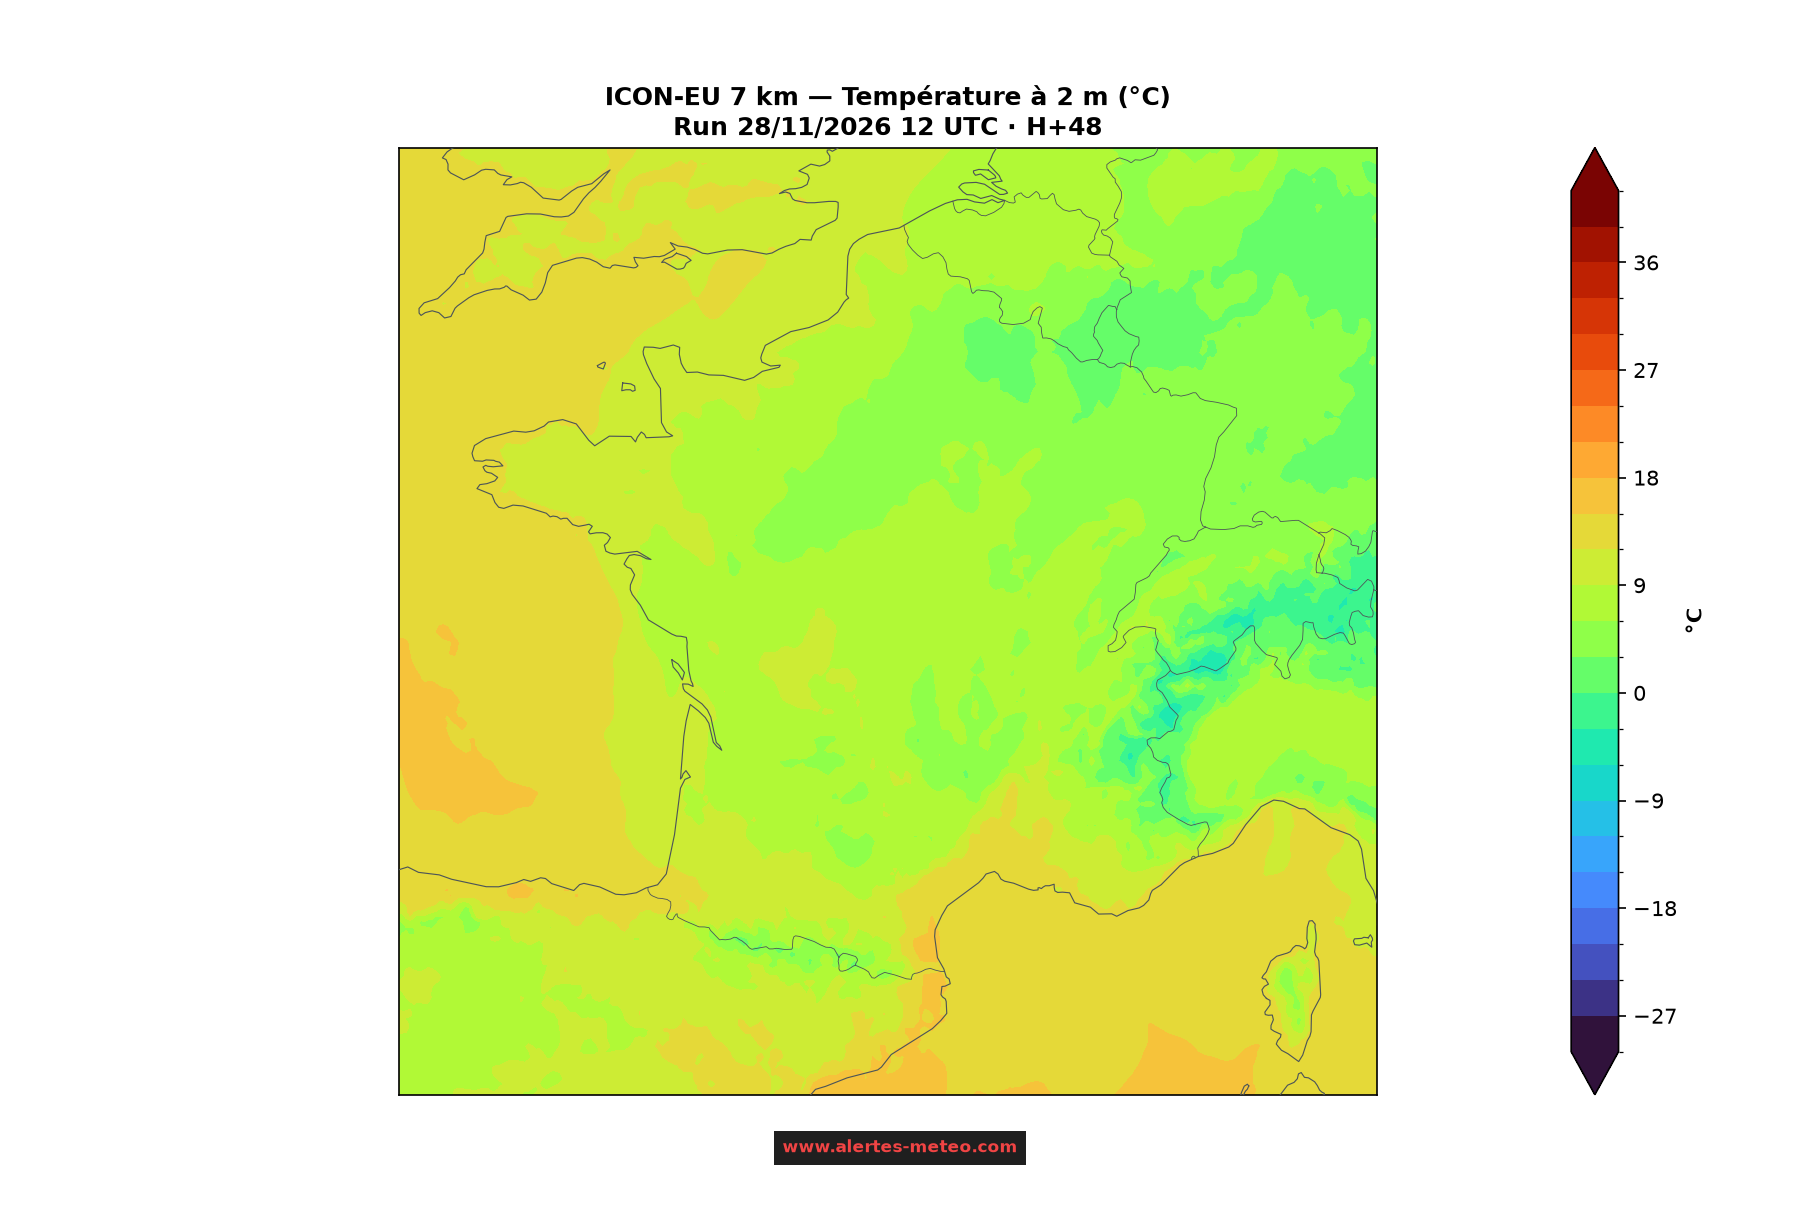 ICON-EU 7 km — Température à 2 m (°C)
Run 28/11/2026 12 UTC · H+48
36
27
18
9
0
−9
−18
−27
°C
www.alertes-meteo.com